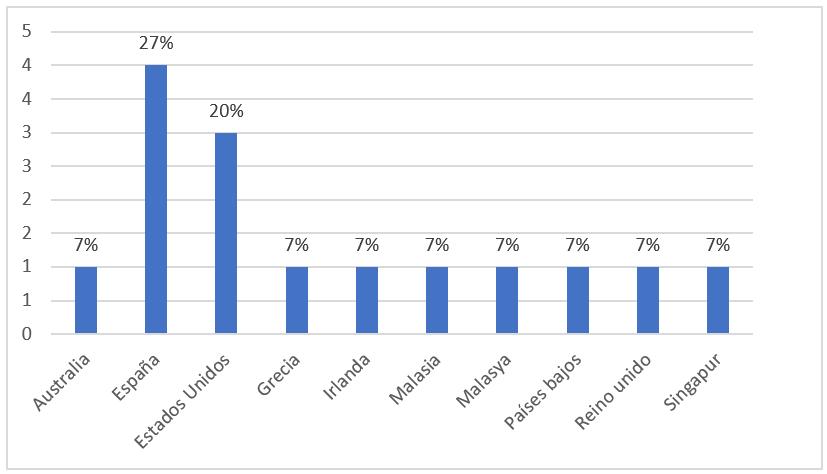 5
4
4
3
3
2
2
1
1
0
7%
27%
20%
7%
7%
7%
7%
7%
7%
7%
Australia
España
Estados Unidos
Grecia
Irlanda
Malasia
Malasya
Países bajos
Reino unido
Singapur